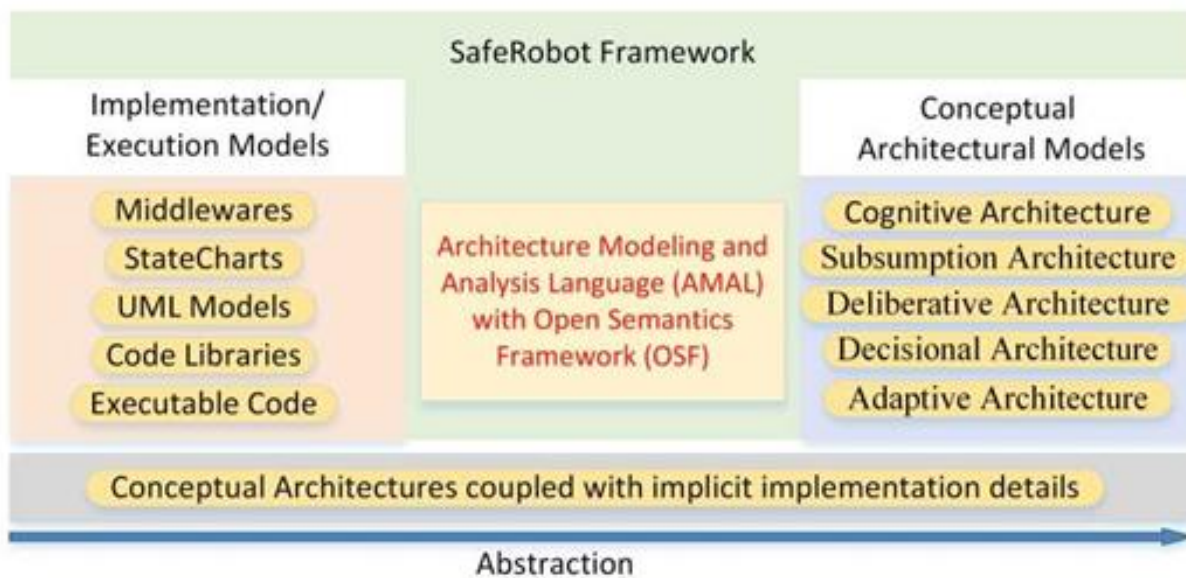 SafeRobot Framework
Implementation/
Execution Models
Middlewares
StateCharts
UML Models
Code Libraries
Executable Code
Architecture Modeling and
Analysis Language (AMAL)
with Open Semantics
Framework (OSF)
Conceptual
Architectural Models
Cognitive Architecture
Subsumption Architecture
Deliberative Architecture
Decisional Architecture
Adaptive Architecture
Conceptual Architectures coupled with implicit implementation details
Abstraction